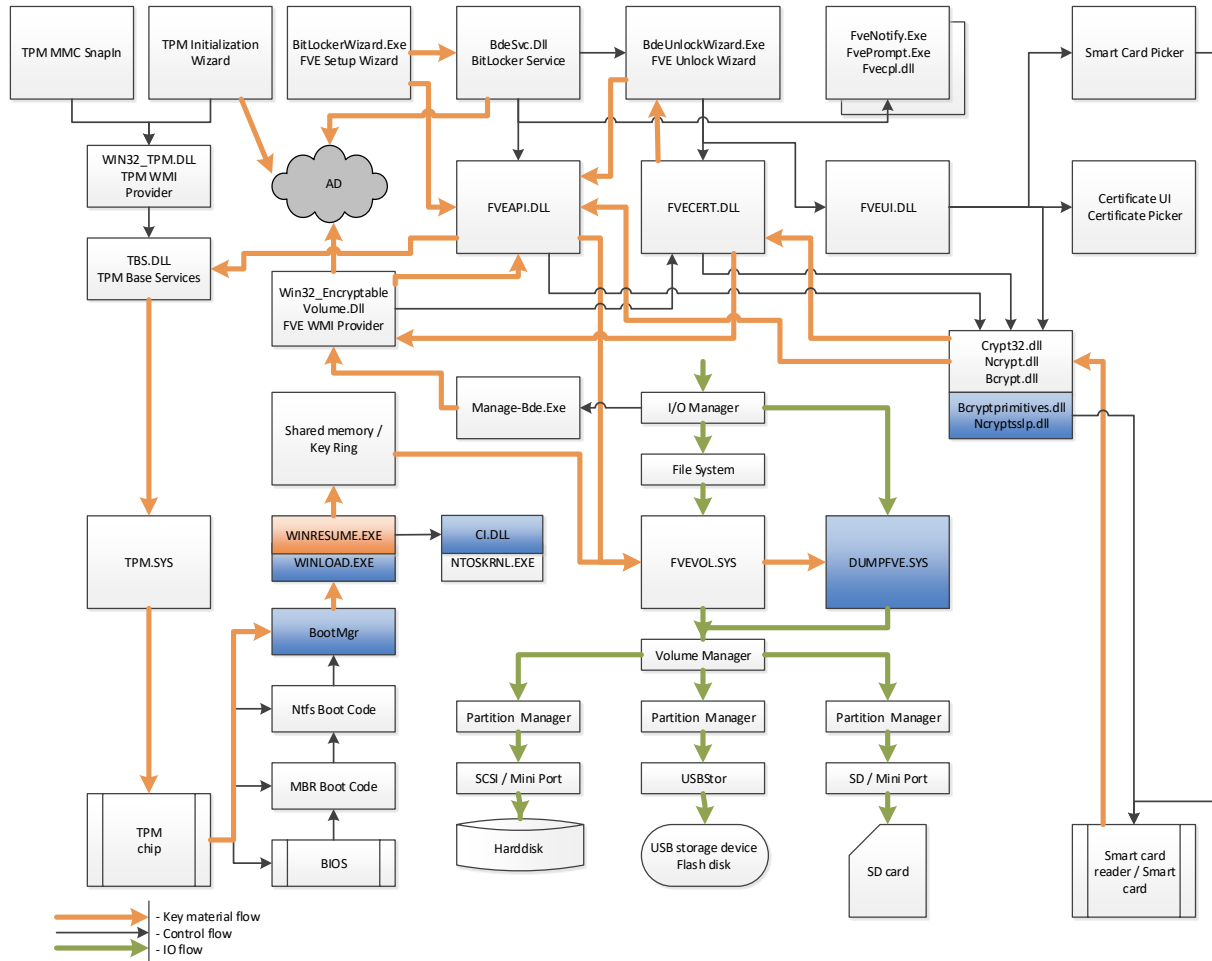 TPM MMC SnapIn
TPM Initialization
Wizard
BitLockerWizard.Exe
FVE Setup Wizard
BdeSvc.Dll
BitLocker Service
BdeUnlockWizard.Exe
FVE Unlock Wizard
FveNotify.Exe
FvePrompt.Exe
Fvecpl.dll
Smart Card Picker
WIN32_TPM.DLL
TPM WMI
Provider
AD
FVEAPI.DLL
FVECERT.DLL
FVEUI.DLL
Certificate UI
Certificate Picker
TBS.DLL
TPM Base Services
Win32_Encryptable
Volume.Dll
FVE WMI Provider
Crypt32.dll
Ncrypt.dll
Bcrypt.dll
Bcryptprimitives.dll
Ncryptsslp.dll
Manage-Bde.Exe
I/O Manager
Shared memory /
Key Ring
File System
WINRESUME.EXE
WINLOAD.EXE
CI.DLL
NTOSKRNL.EXE
TPM.SYS
FVEVOL.SYS
DUMPFVE.SYS
BootMgr
Volume Manager
Ntfs Boot Code
Partition Manager
Partition Manager
Partition Manager
MBR Boot Code
SCSI / Mini Port
USBStor
SD / Mini Port
TPM
chip
BIOS
Harddisk
USB storage device
Flash disk
SD card
Smart card
reader / Smart
card
- Key material flow
- Control flow
- IO flow